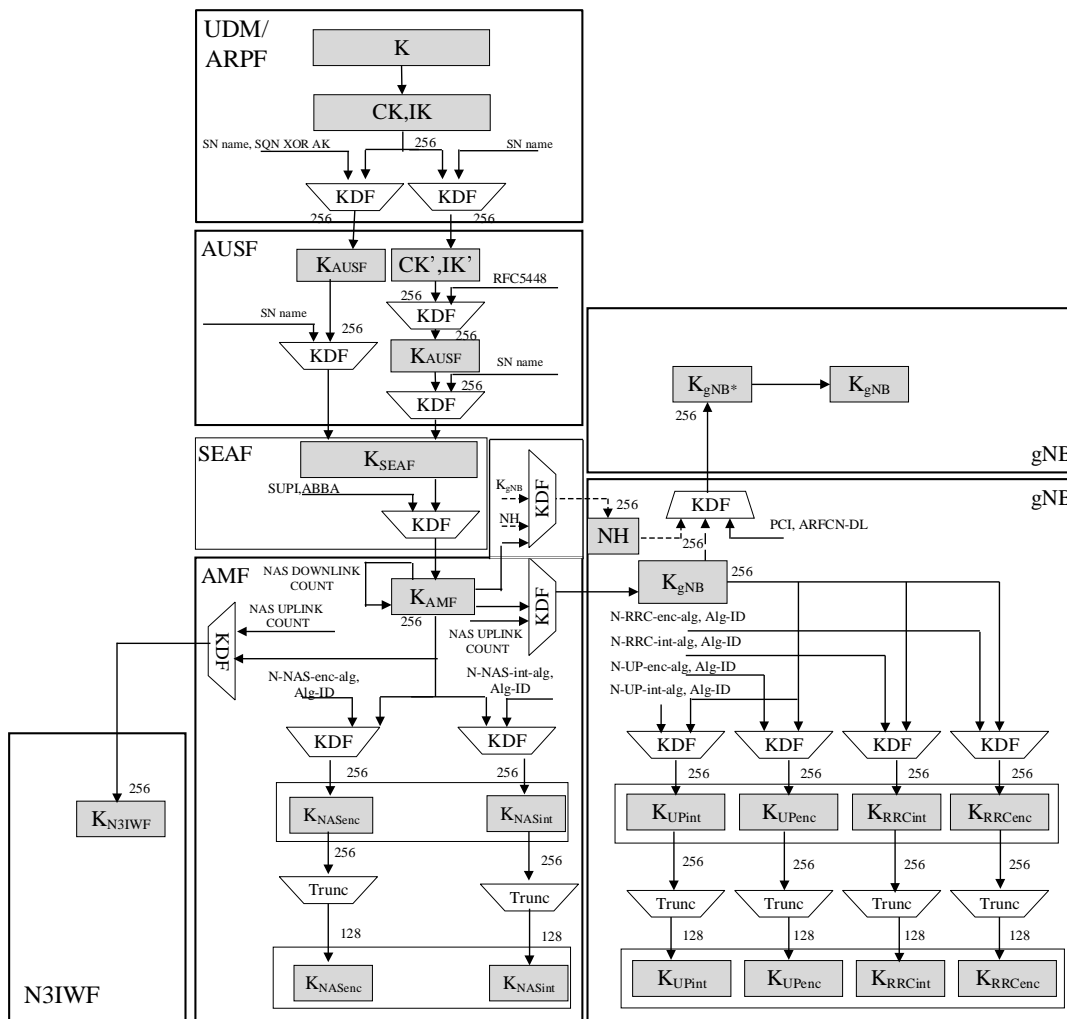 UDM/
ARPF
K
CK,IK
SN name, SQN XOR AK
256
SN name
KDF
KDF
256
256
AUSF
KAUSF
CK’,IK’
RFC5448
256
KDF
SN name
256
256
KDF
KAUSF
SN name
256
KDF
KgNB*
KgNB
256
gNB
SEAF
KSEAF
SUPI,ABBA
KDF
KgNB
NH
KDF
256
NH
gNB
KDF
PCI, ARFCN-DL
256
AMF
NAS DOWNLINK
COUNT
KAMF
256
KDF
NAS UPLINK
COUNT
KgNB
256
NAS UPLINK
COUNT
KDF
N-RRC-enc-alg, Alg-ID
N-RRC-int-alg, Alg-ID
N-UP-enc-alg, Alg-ID
N-UP-int-alg, Alg-ID
N-NAS-enc-alg,
Alg-ID
N-NAS-int-alg,
Alg-ID
KDF
KDF
KDF
KDF
KDF
KDF
256
256
256
256
256
256
256
KN3IWF
KNASenc
KNASint
KUPint
KUPenc
KRRCint
KRRCenc
256
256
256
256
256
256
Trunc
Trunc
Trunc
Trunc
Trunc
Trunc
128
128
128
128
128
128
KNASenc
KNASint
KUPint
KUPenc
KRRCint
KRRCenc
N3IWF